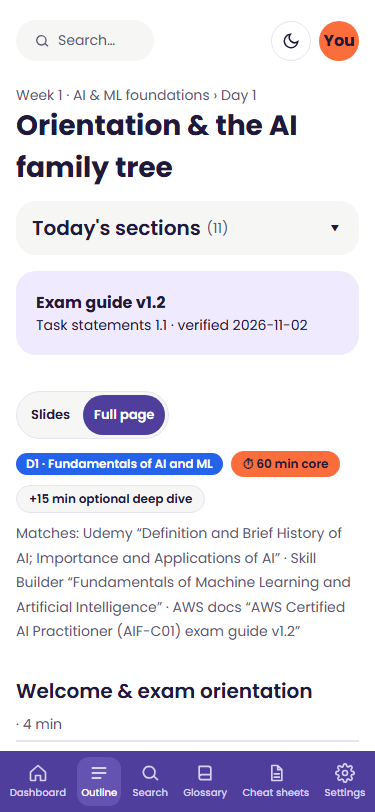 Search...
You
Week 1 · AI & ML foundations › Day 1
Orientation & the AI
family tree
Today's sections (11)
Exam guide v1.2
Task statements 1.1 · verified 2026-11-02
Slides
Full page
D1 · Fundamentals of AI and ML
⏱ 60 min core
+15 min optional deep dive
Matches: Udemy “Definition and Brief History of
AI; Importance and Applications of AI” · Skill
Builder “Fundamentals of Machine Learning and
Artificial Intelligence” · AWS docs “AWS Certified
AI Practitioner (AIF-C01) exam guide v1.2”
Welcome & exam orientation
· 4 min
Dashboard
Outline
Search
Glossary
Cheat sheets
Settings